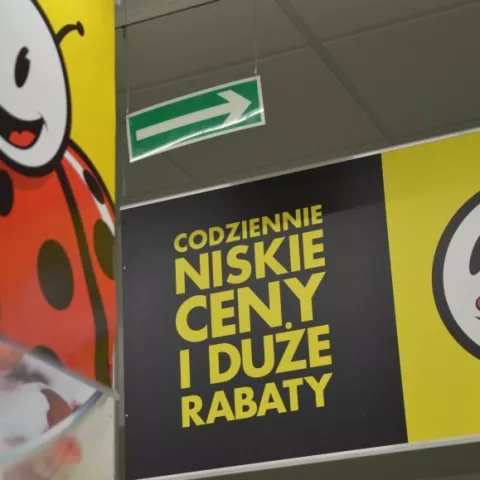 CODZIENNIE
NISKIE
CENY
I DUŻE
RABATY